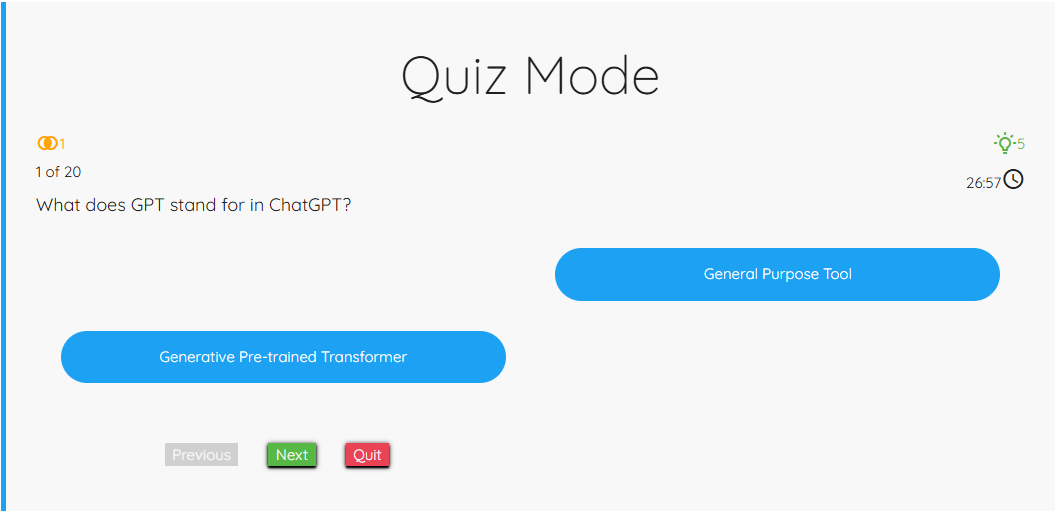 Quiz Mode
1
5
1 of 20
26:57
What does GPT stand for in ChatGPT?
General Purpose Tool
Generative Pre-trained Transformer
Previous Next Quit